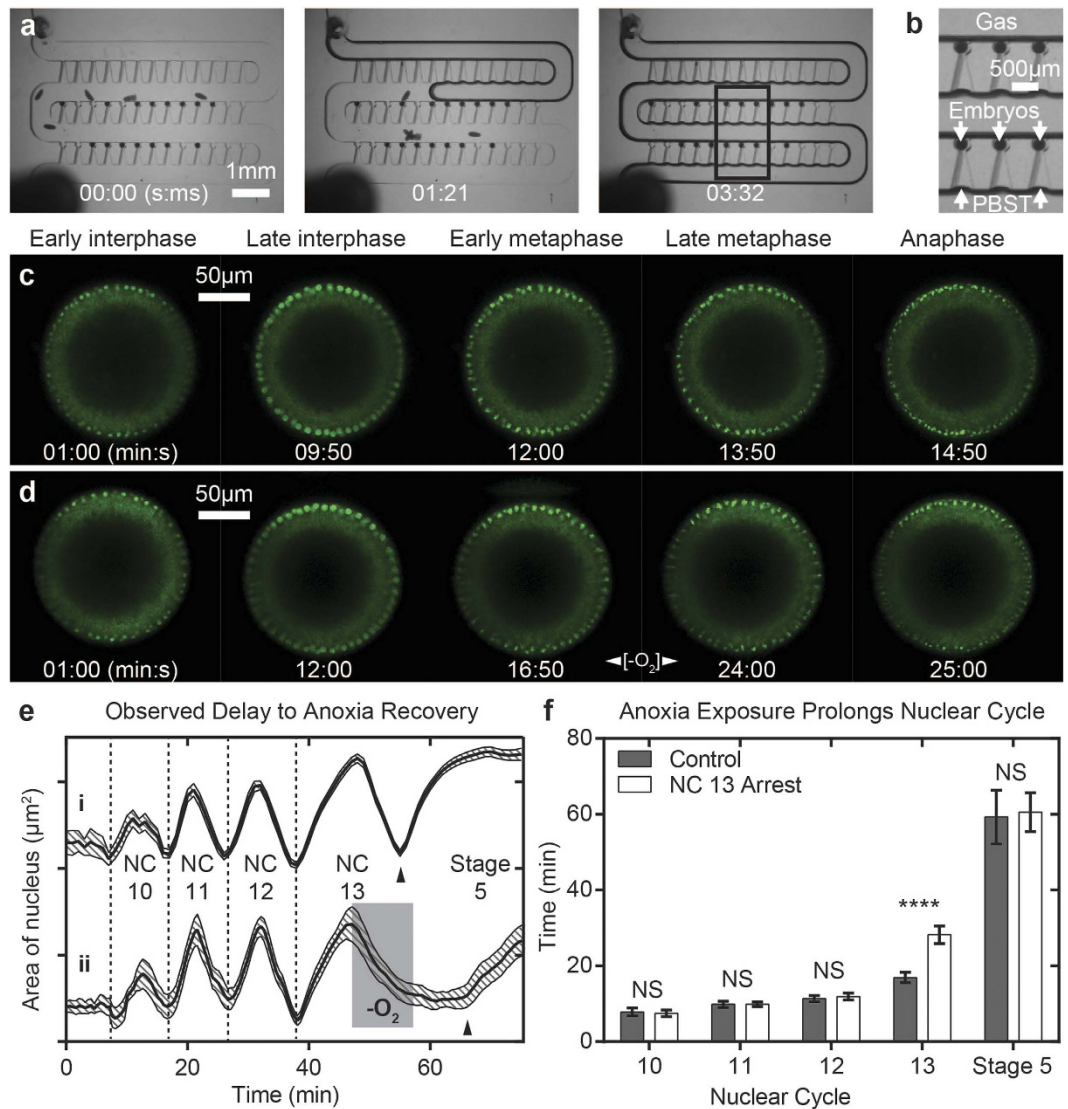 a
00:00 (s:ms)
1mm
01:21
03:32
b
Gas
500µm
Embryos
PBST
Early interphase Late interphase Early metaphase Late metaphase Anaphase
c
50µm
01:00 (min:s) 09:50 12:00 13:50 14:50
d
50µm
◄[-O₂]►
01:00 (min:s) 12:00 16:50 24:00 25:00
e Observed Delay to Anoxia Recovery
Area of nucleus (µm²)
i
NC 10
NC 11
NC 12
NC 13
Stage 5
ii
-O₂
0 20 40 60
Time (min)
f Anoxia Exposure Prolongs Nuclear Cycle
Time (min)
80
60
40
20
0
Control
NC 13 Arrest
NS
NS
NS
****
NS
10 11 12 13 Stage 5
Nuclear Cycle